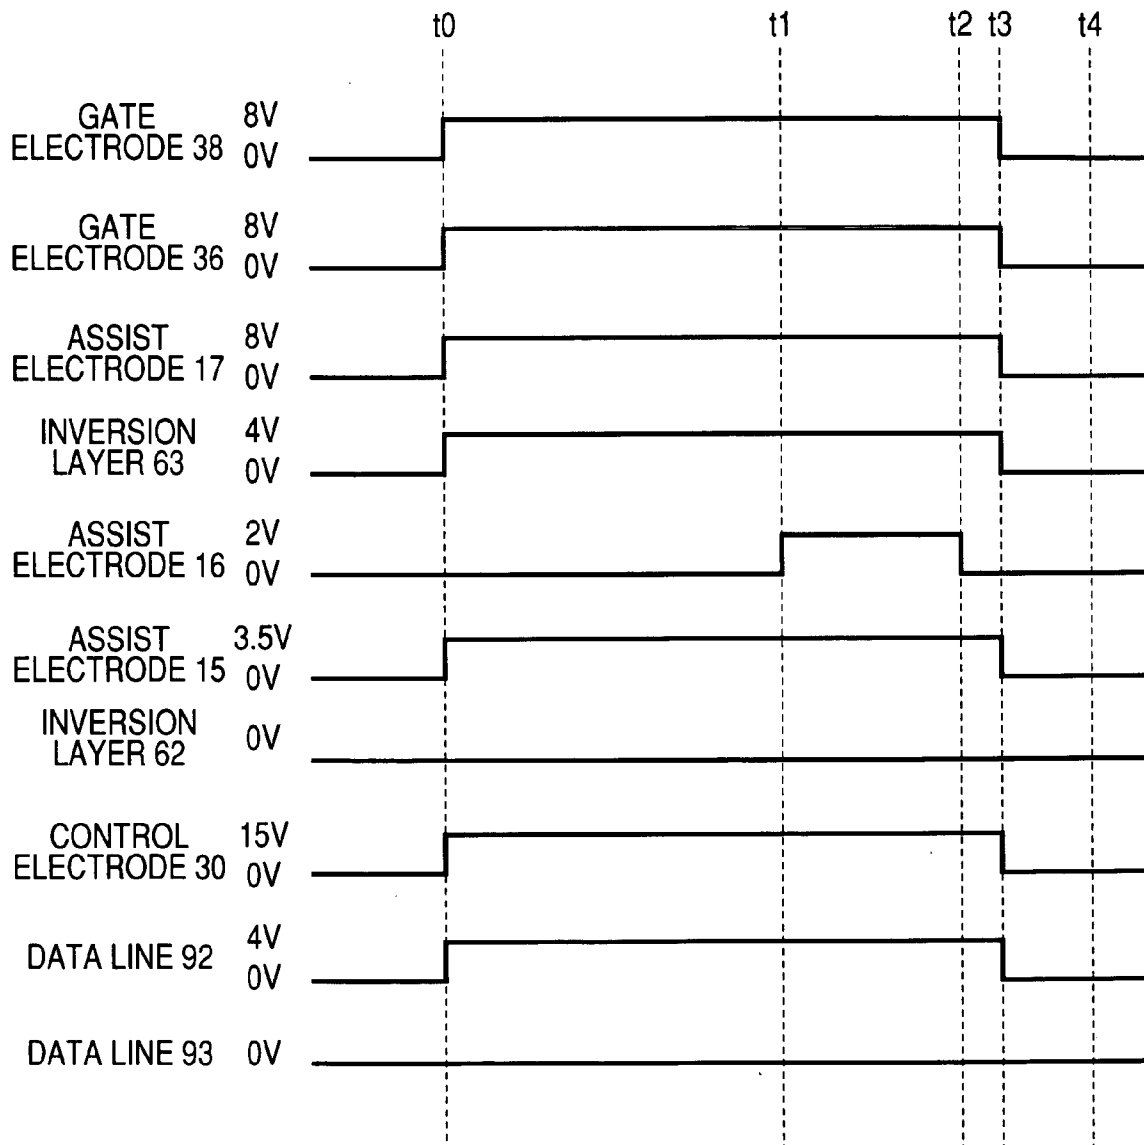 t0 t1 t2 t3 t4
GATE
ELECTRODE 38
8V
0V
GATE
ELECTRODE 36
8V
0V
ASSIST
ELECTRODE 17
8V
0V
INVERSION
LAYER 63
4V
0V
ASSIST
ELECTRODE 16
2V
0V
ASSIST
ELECTRODE 15
3.5V
0V
INVERSION
LAYER 62
0V
CONTROL
ELECTRODE 30
15V
0V
DATA LINE 92
4V
0V
DATA LINE 93
0V